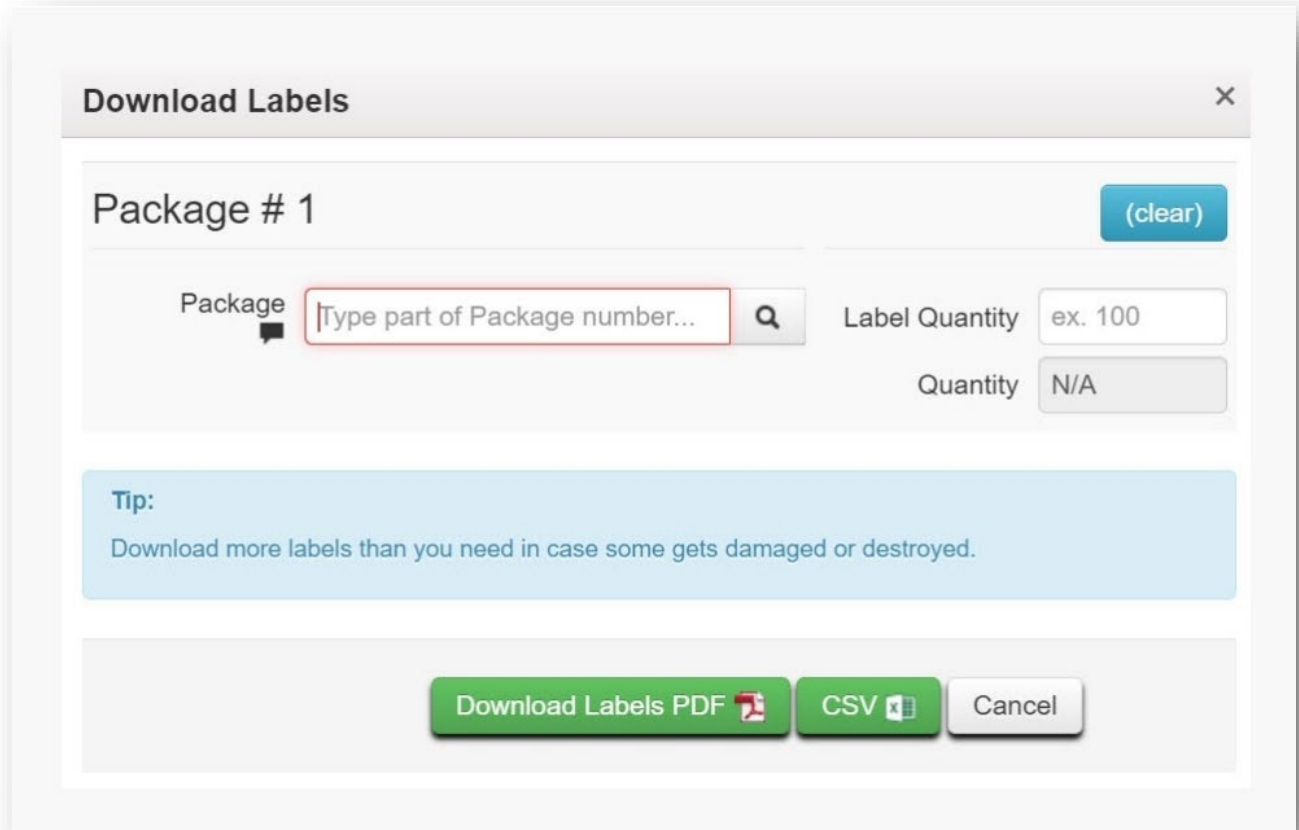 Download Labels ×
Package # 1 (clear)
Package Type part of Package number... Label Quantity ex. 100
Quantity N/A
Tip:
Download more labels than you need in case some gets damaged or destroyed.
Download Labels PDF CSV Cancel